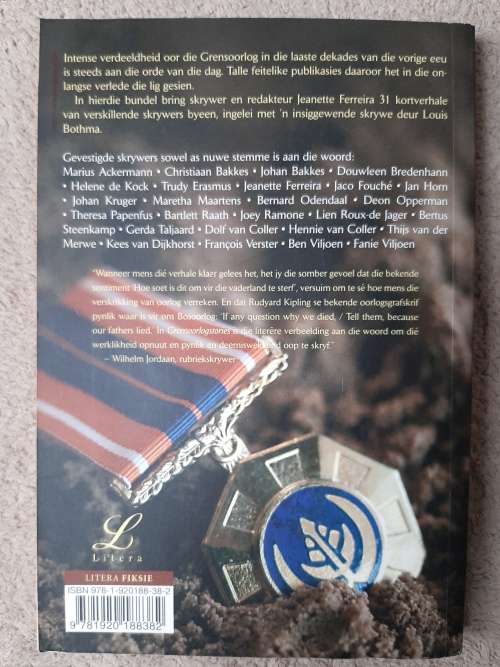 Intense verdeeldheid oor die Grensoorlog in die laaste dekades van die vorige eeu
is steeds aan die orde van die dag. Talle feitelike publikasies daaroor het in die on-
langse verlede die lig gesien.
In hierdie bundel bring skrywer en redakteur Jeanette Ferreira 31 kortverhale
van verskillende skrywers byeen, ingelei met 'n insiggewende skrywe deur Louis
Bothma.
Gevestigde skrywers sowel as nuwe stemme is aan die woord:
Marius Ackermann • Christiaan Bakkes • Johan Bakkes • Douwleen Bredenhann
• Helene de Kock • Trudy Erasmus • Jeanette Ferreira • Jaco Fouché • Jan Horn
• Johan Kruger • Maretha Maartens • Bernard Odendaal • Deon Opperman
• Theresa Papenfus • Bartlett Raath • Joey Ramone • Lien Roux-de Jager • Bertus
Steenkamp • Gerda Taljaard • Dolf van Coller • Hennie van Coller • Thijs van der
Merwe • Kees van Dijkhorst • François Verster • Ben Viljoen • Fanie Viljoen
"Wanneer mens dié verhale klaar gelees het, het jy die somber gevoel dat die bekende
sentiment 'Hoe soet is dit om vir die vaderland te sterf', versuim om te sê hoe mens die
verskrikking van oorlog verreken. En dat Rudyard Kipling se bekende oorlogsgrafskrif
pynlik waar is vir ons Bosoorlog: 'If any question why we died, / Tell them, because
our fathers lied.' In Grensoorlogstories is die literêre verbeelding aan die woord om dié
werklikheid opnuut en pynlik en deerniswekkend oop te skryf."
– Wilhelm Jordaan, rubriekskrywer
L
Litera
LITERA FIKSIE
ISBN 978-1-920188-38-2
9 781920 188382